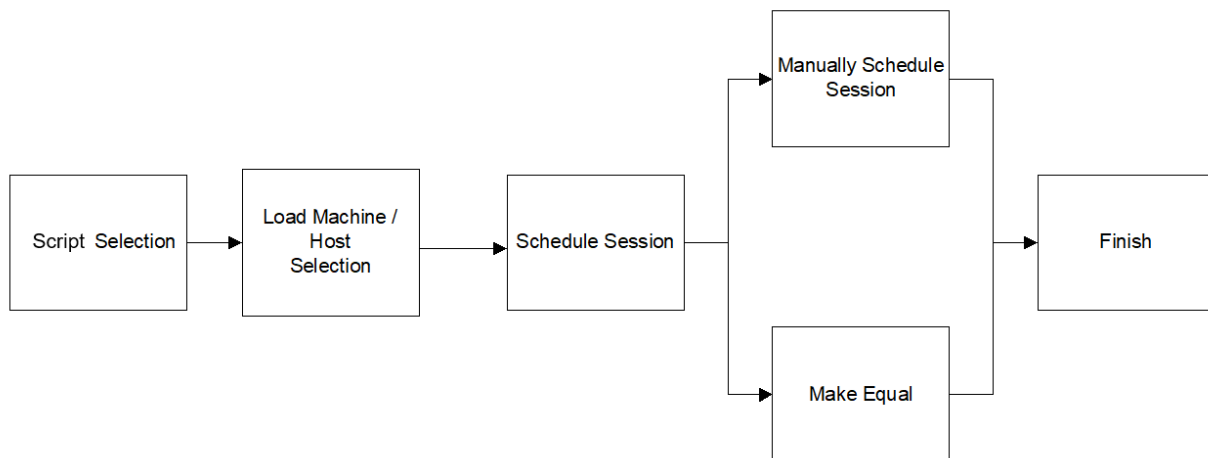 Script Selection
Load Machine /
Host
Selection
Schedule Session
Manually Schedule
Session
Make Equal
Finish